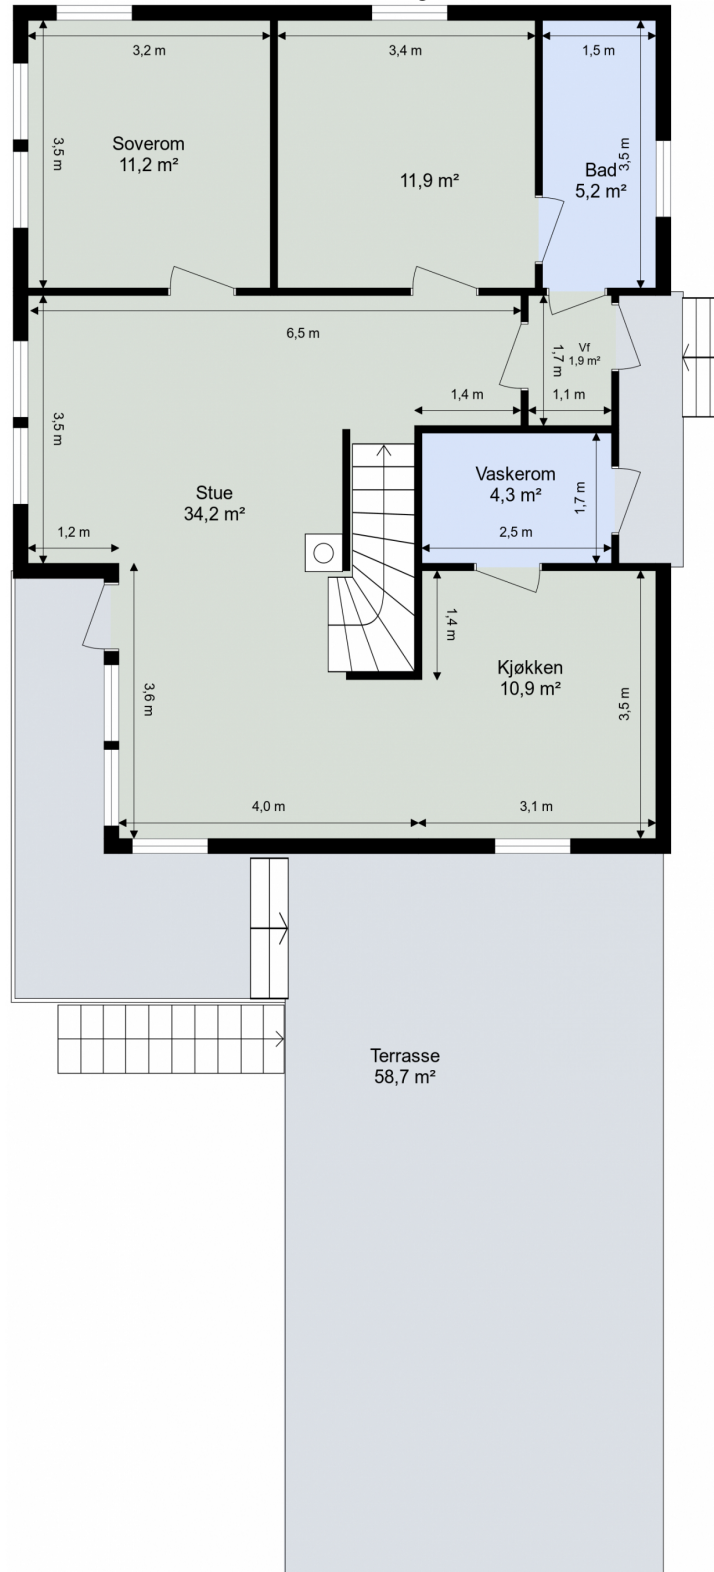 3,2 m
3,4 m
1,5 m
Soverom
11,2 m²
3,5 m
11,9 m²
Bad
5,2 m²
3,5 m
6,5 m
1,4 m
1,7 m
Vf
1,9 m²
1,1 m
3,5 m
Stue
34,2 m²
1,2 m
Vaskerom
4,3 m²
1,7 m
2,5 m
1,4 m
Kjøkken
10,9 m²
3,6 m
3,5 m
4,0 m
3,1 m
Terrasse
58,7 m²